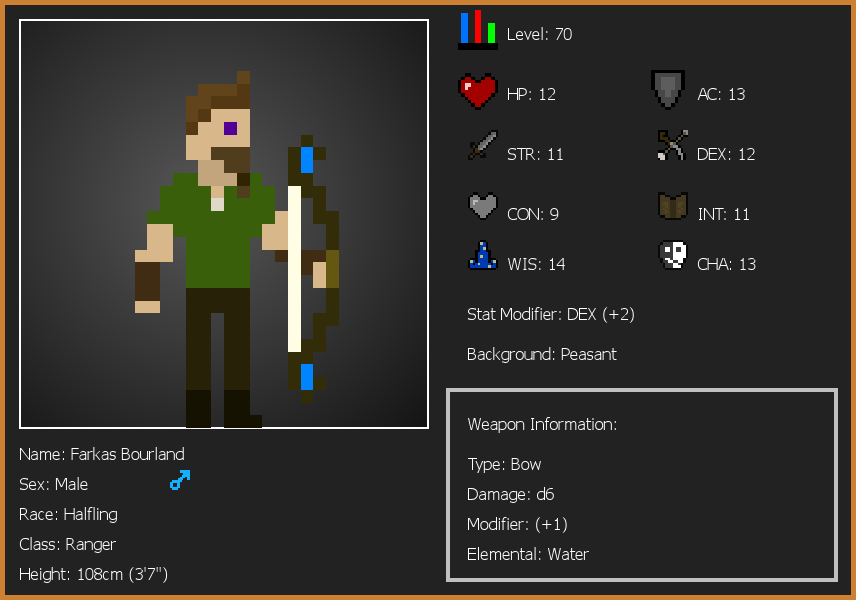 Level: 70
HP: 12
AC: 13
STR: 11
DEX: 12
CON: 9
INT: 11
WIS: 14
CHA: 13
Stat Modifier: DEX (+2)
Background: Peasant
Weapon Information:
Type: Bow
Damage: d6
Modifier: (+1)
Elemental: Water
Name: Farkas Bourland
Sex: Male
Race: Halfling
Class: Ranger
Height: 108cm (3'7")